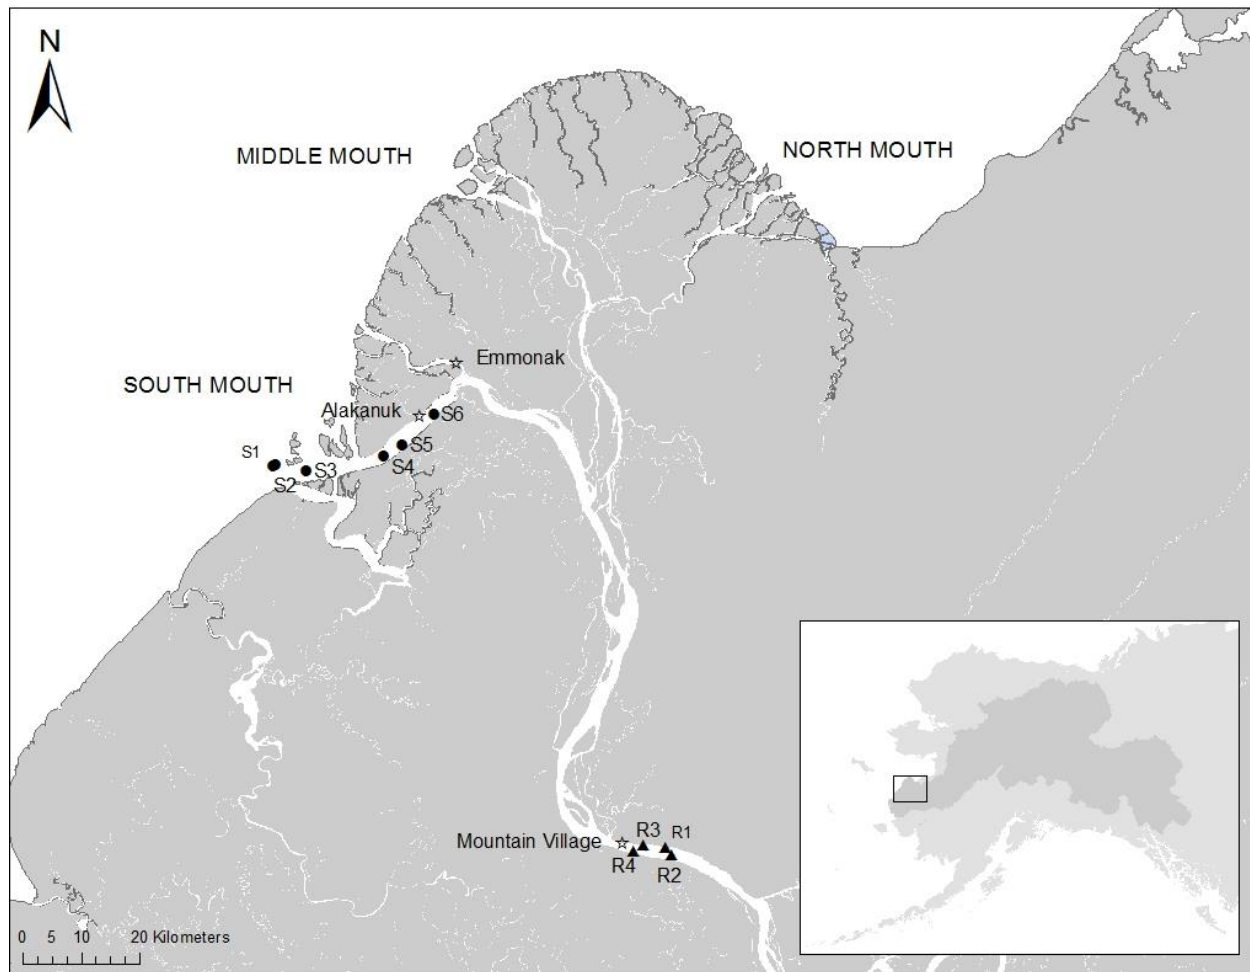 N
MIDDLE MOUTH
NORTH MOUTH
Emmonak
SOUTH MOUTH
Alakanuk
S6
S5
S1
S4
S3
S2
R3
R1
Mountain Village
R4
R2
0 5 10 20 Kilometers